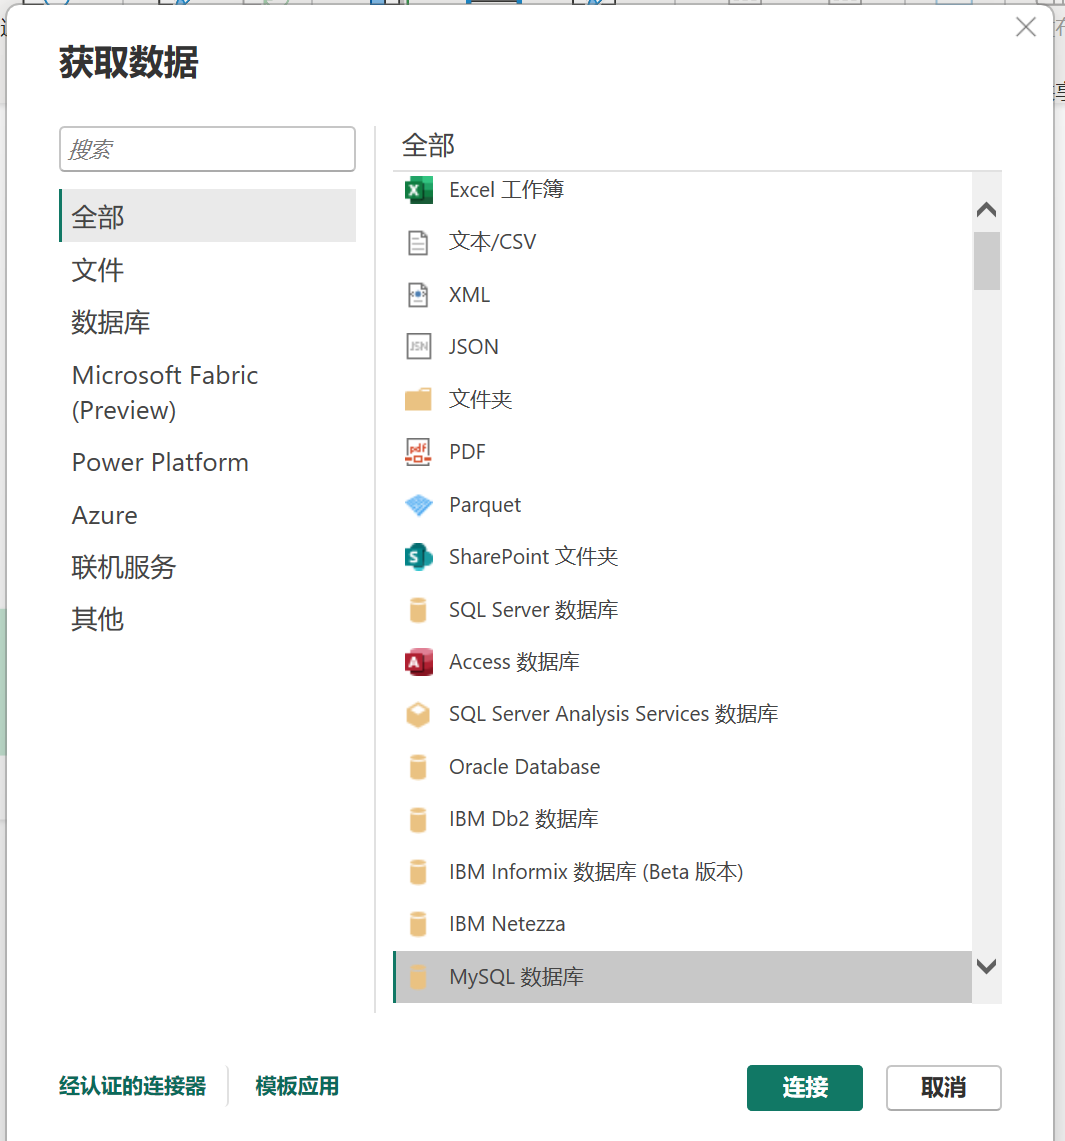 获取数据
搜索
全部
文件
数据库
Microsoft Fabric
(Preview)
Power Platform
Azure
联机服务
其他
全部
Excel 工作簿
文本/CSV
XML
JSON
文件夹
PDF
Parquet
SharePoint 文件夹
SQL Server 数据库
Access 数据库
SQL Server Analysis Services 数据库
Oracle Database
IBM Db2 数据库
IBM Informix 数据库 (Beta 版本)
IBM Netezza
MySQL 数据库
经认证的连接器
模板应用
连接
取消